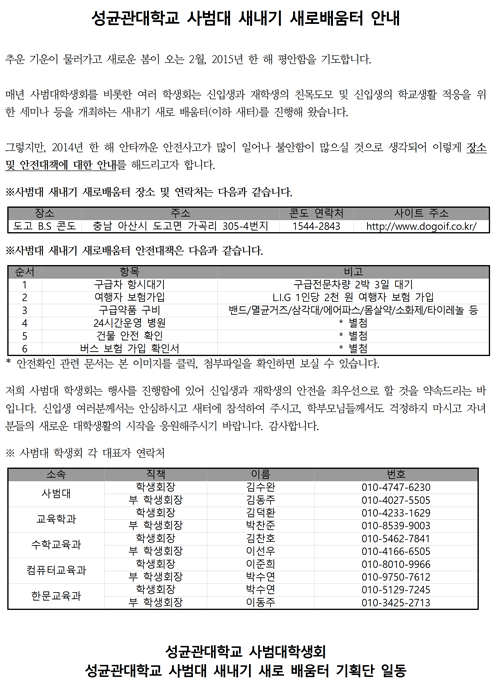 성균관대학교 사범대 새내기 새로배움터 안내
추운 기운이 물러가고 새로운 봄이 오는 2월, 2015년 한 해 평안함을 기도합니다.
매년 사범대학생회를 비롯한 여러 학생회는 신입생과 재학생의 친목도모 및 신입생의 학교생활 적응을 위
한 세미나 등을 개최하는 새내기 새로 배움터(이하 새터)를 진행해 왔습니다.
그렇지만, 2014년 한 해 안타까운 안전사고가 많이 일어나 불안함이 많으실 것으로 생각되어 이렇게 장소
및 안전대책에 대한 안내를 해드리고자 합니다.
※사범대 새내기 새로배움터 장소 및 연락처는 다음과 같습니다.
장소 주소 콘도 연락처 사이트 주소
도고 B.S 콘도 충남 아산시 도고면 가곡리 305-4번지 1544-2843 http://www.dogoif.co.kr/
※사범대 새내기 새로배움터 안전대책은 다음과 같습니다.
순서 항목 비고
1 구급차 항시대기 구급전문차량 2박 3일 대기
2 여행자 보험가입 L.I.G 1인당 2천 원 여행자 보험 가입
3 구급약품 구비 밴드/멸균거즈/삼각대/에어파스/몸살약/소화제/타이레놀 등
4 24시간운영 병원 * 별첨
5 건물 안전 확인 * 별첨
6 버스 보험 가입 확인서 * 별첨
* 안전확인 관련 문서는 본 이미지를 클릭, 첨부파일을 확인하면 보실 수 있습니다.
저희 사범대 학생회는 행사를 진행함에 있어 신입생과 재학생의 안전을 최우선으로 할 것을 약속드리는 바
입니다. 신입생 여러분께서는 안심하시고 새터에 참석하여 주시고, 학부모님들께서도 걱정하지 마시고 자녀
분들의 새로운 대학생활의 시작을 응원해주시기 바랍니다. 감사합니다.
※ 사범대 학생회 각 대표자 연락처
소속 직책 이름 번호
사범대 학생회장 김수완 010-4747-6230
부 학생회장 김동주 010-4027-5505
교육학과 학생회장 김덕환 010-4233-1629
부 학생회장 박찬준 010-8539-9003
수학교육과 학생회장 김찬호 010-5462-7841
부 학생회장 이선우 010-4166-6505
컴퓨터교육과 학생회장 이준희 010-8010-9966
부 학생회장 박수연 010-9750-7612
한문교육과 학생회장 박수연 010-5129-7245
부 학생회장 이동주 010-3425-2713
성균관대학교 사범대학생회
성균관대학교 사범대 새내기 새로 배움터 기획단 일동